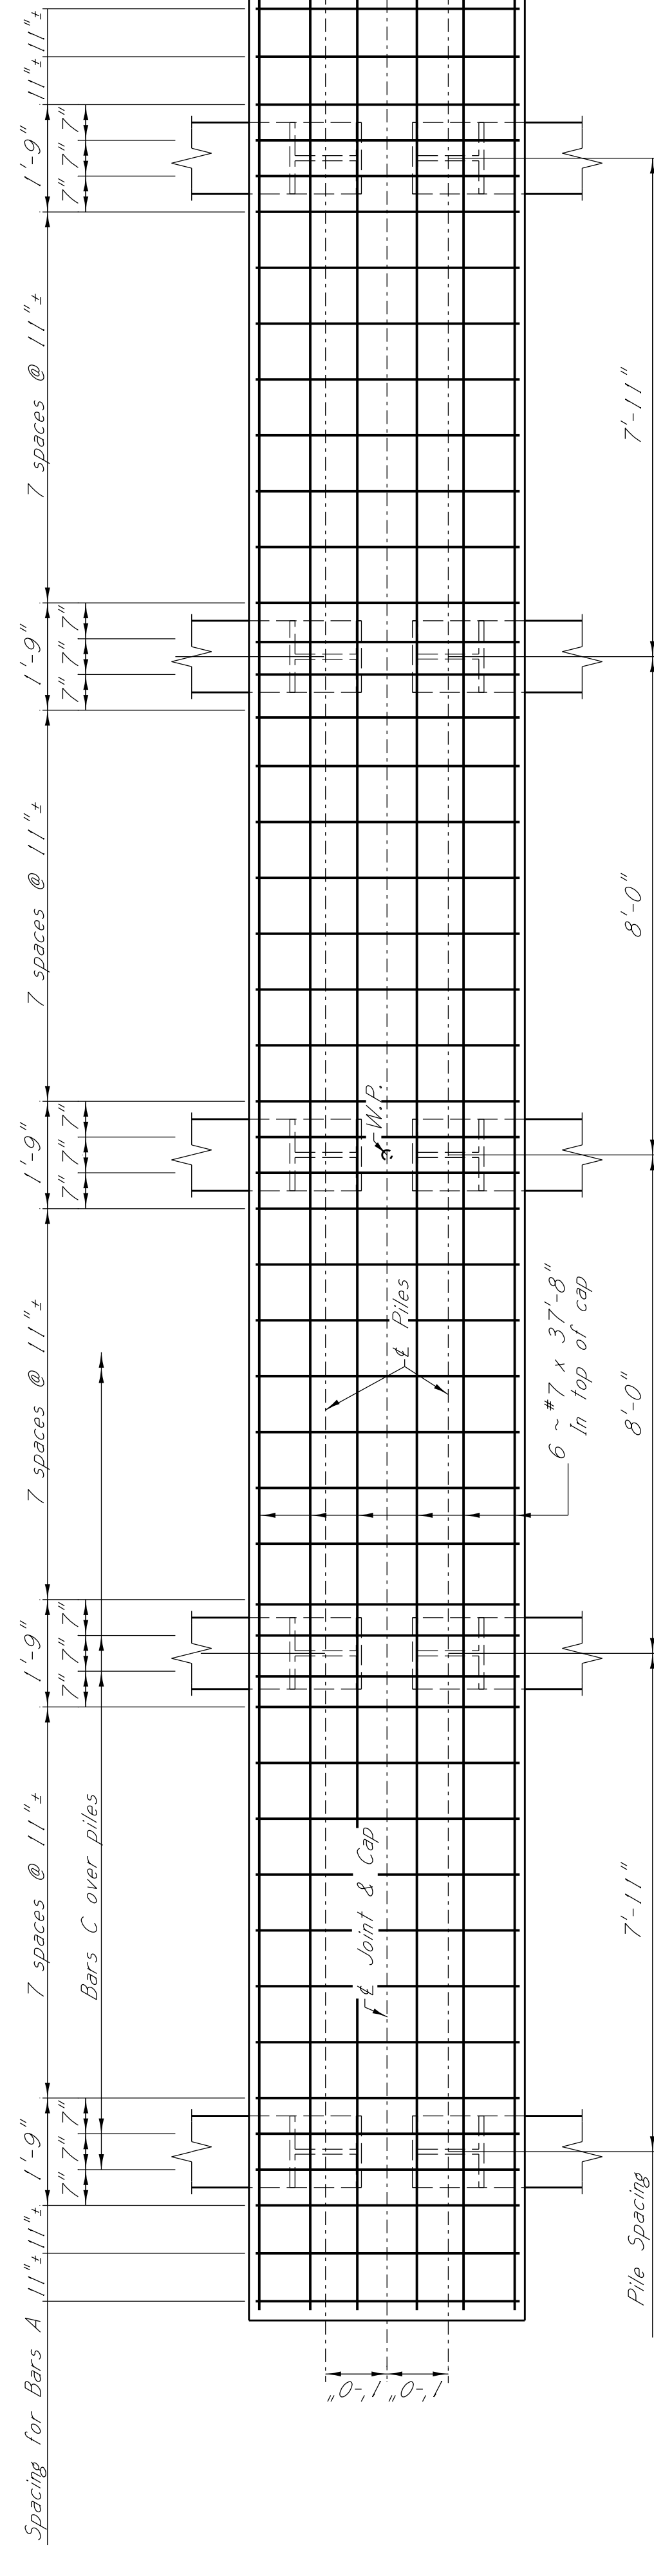 Spacing for Bars A
11"± 11"±
1'-9"
7 spaces @ 11"±
1'-9"
7 spaces @ 11"±
1'-9"
7 spaces @ 11"±
1'-9"
7 spaces @ 11"±
1'-9"
11"± 11"±
7" 7" 7"
7" 7" 7"
7" 7" 7"
7" 7" 7"
7" 7" 7"
Bars C over piles
℄ Joint & Cap
℄ Piles
W.P.
6 ~ #7 x 37'-8"
In top of cap
Pile Spacing
7'-11"
8'-0"
8'-0"
7'-11"
1'-0"
1'-0"